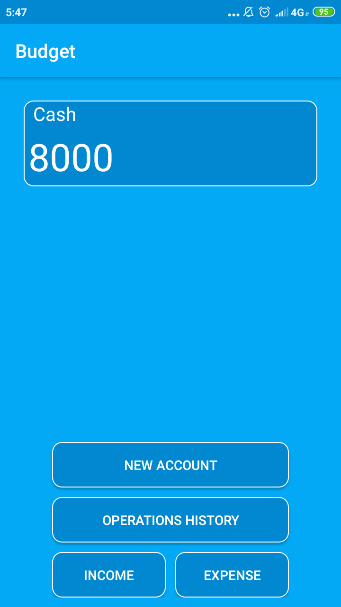 5:47 ... 4G 95
Budget
Cash
8000
NEW ACCOUNT
OPERATIONS HISTORY
INCOME EXPENSE